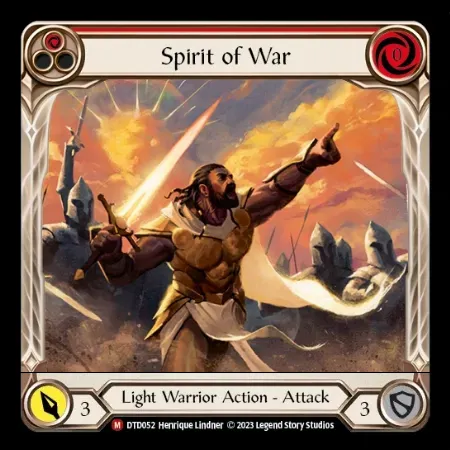 Spirit of War
0
Light Warrior Action - Attack
3
3
M DTD052 Henrique Lindner © 2023 Legend Story Studios